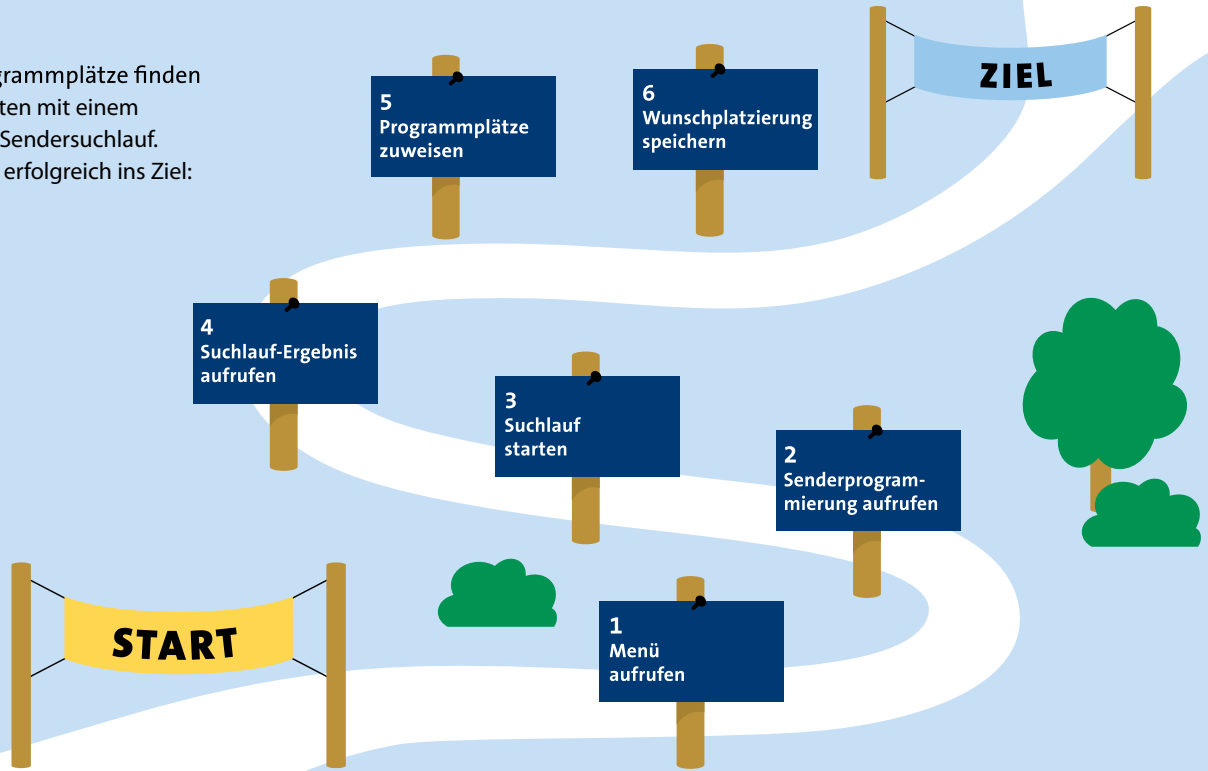 grammplätze finden
ten mit einem
Sendersuchlauf.
erfolgreich ins Ziel:
ZIEL
5
Programmplätze
zuweisen
6
Wunschplatzierung
speichern
4
Suchlauf-Ergebnis
aufrufen
3
Suchlauf
starten
2
Senderprogram-
mierung aufrufen
1
Menü
aufrufen
START